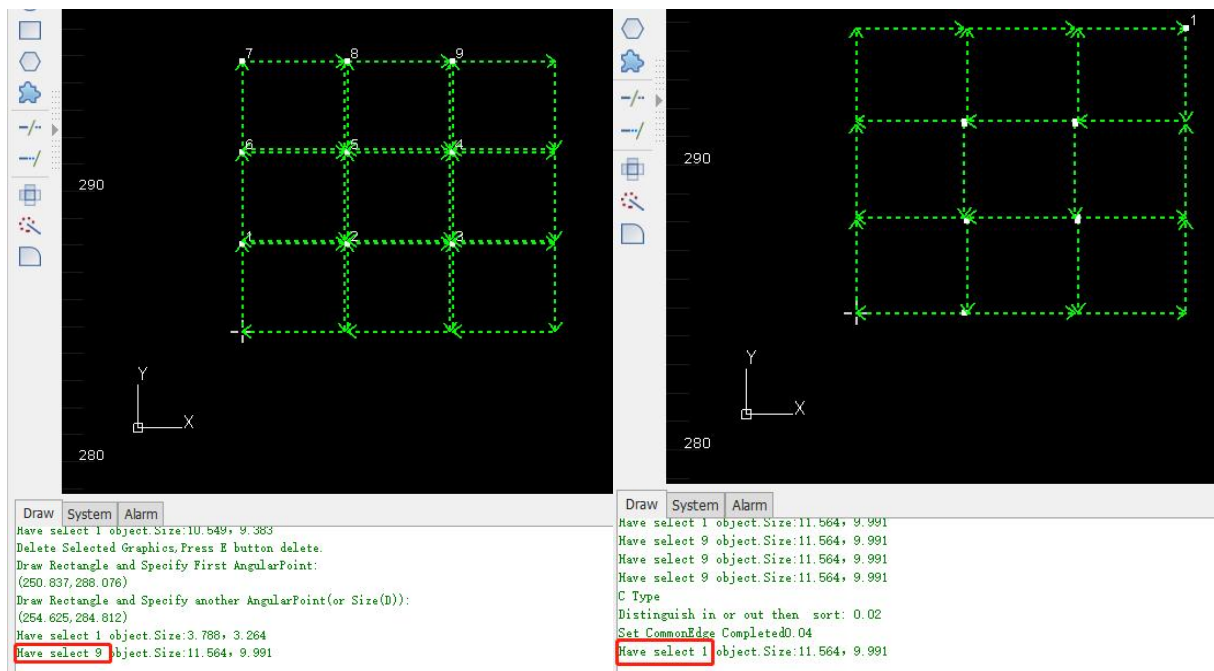 7 8 9
6 5 4
290
1 2 3
Y
X
280
Draw System Alarm
Have select 1 object.Size:10.549, 9.383
Delete Selected Graphics,Press E button delete.
Draw Rectangle and Specify First AngularPoint:
(250.837,288.076)
Draw Rectangle and Specify another AngularPoint(or Size(D)):
(254.625,284.812)
Have select 1 object.Size:3.788, 3.264
Have select 9 object.Size:11.564, 9.991
1
290
Y
X
280
Draw System Alarm
Have select 1 object.Size:11.564, 9.991
Have select 9 object.Size:11.564, 9.991
Have select 9 object.Size:11.564, 9.991
Have select 9 object.Size:11.564, 9.991
C Type
Distinguish in or out then sort: 0.02
Set CommonEdge Completed0.04
Have select 1 object.Size:11.564, 9.991